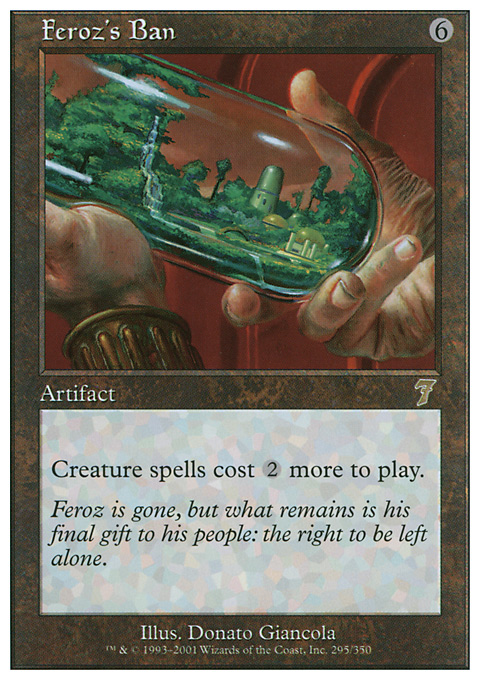 Feroz's Ban 6
Artifact
Creature spells cost 2 more to play.
Feroz is gone, but what remains is his
final gift to his people: the right to be left
alone.
Illus. Donato Giancola
™ & © 1993-2001 Wizards of the Coast, Inc. 295/350